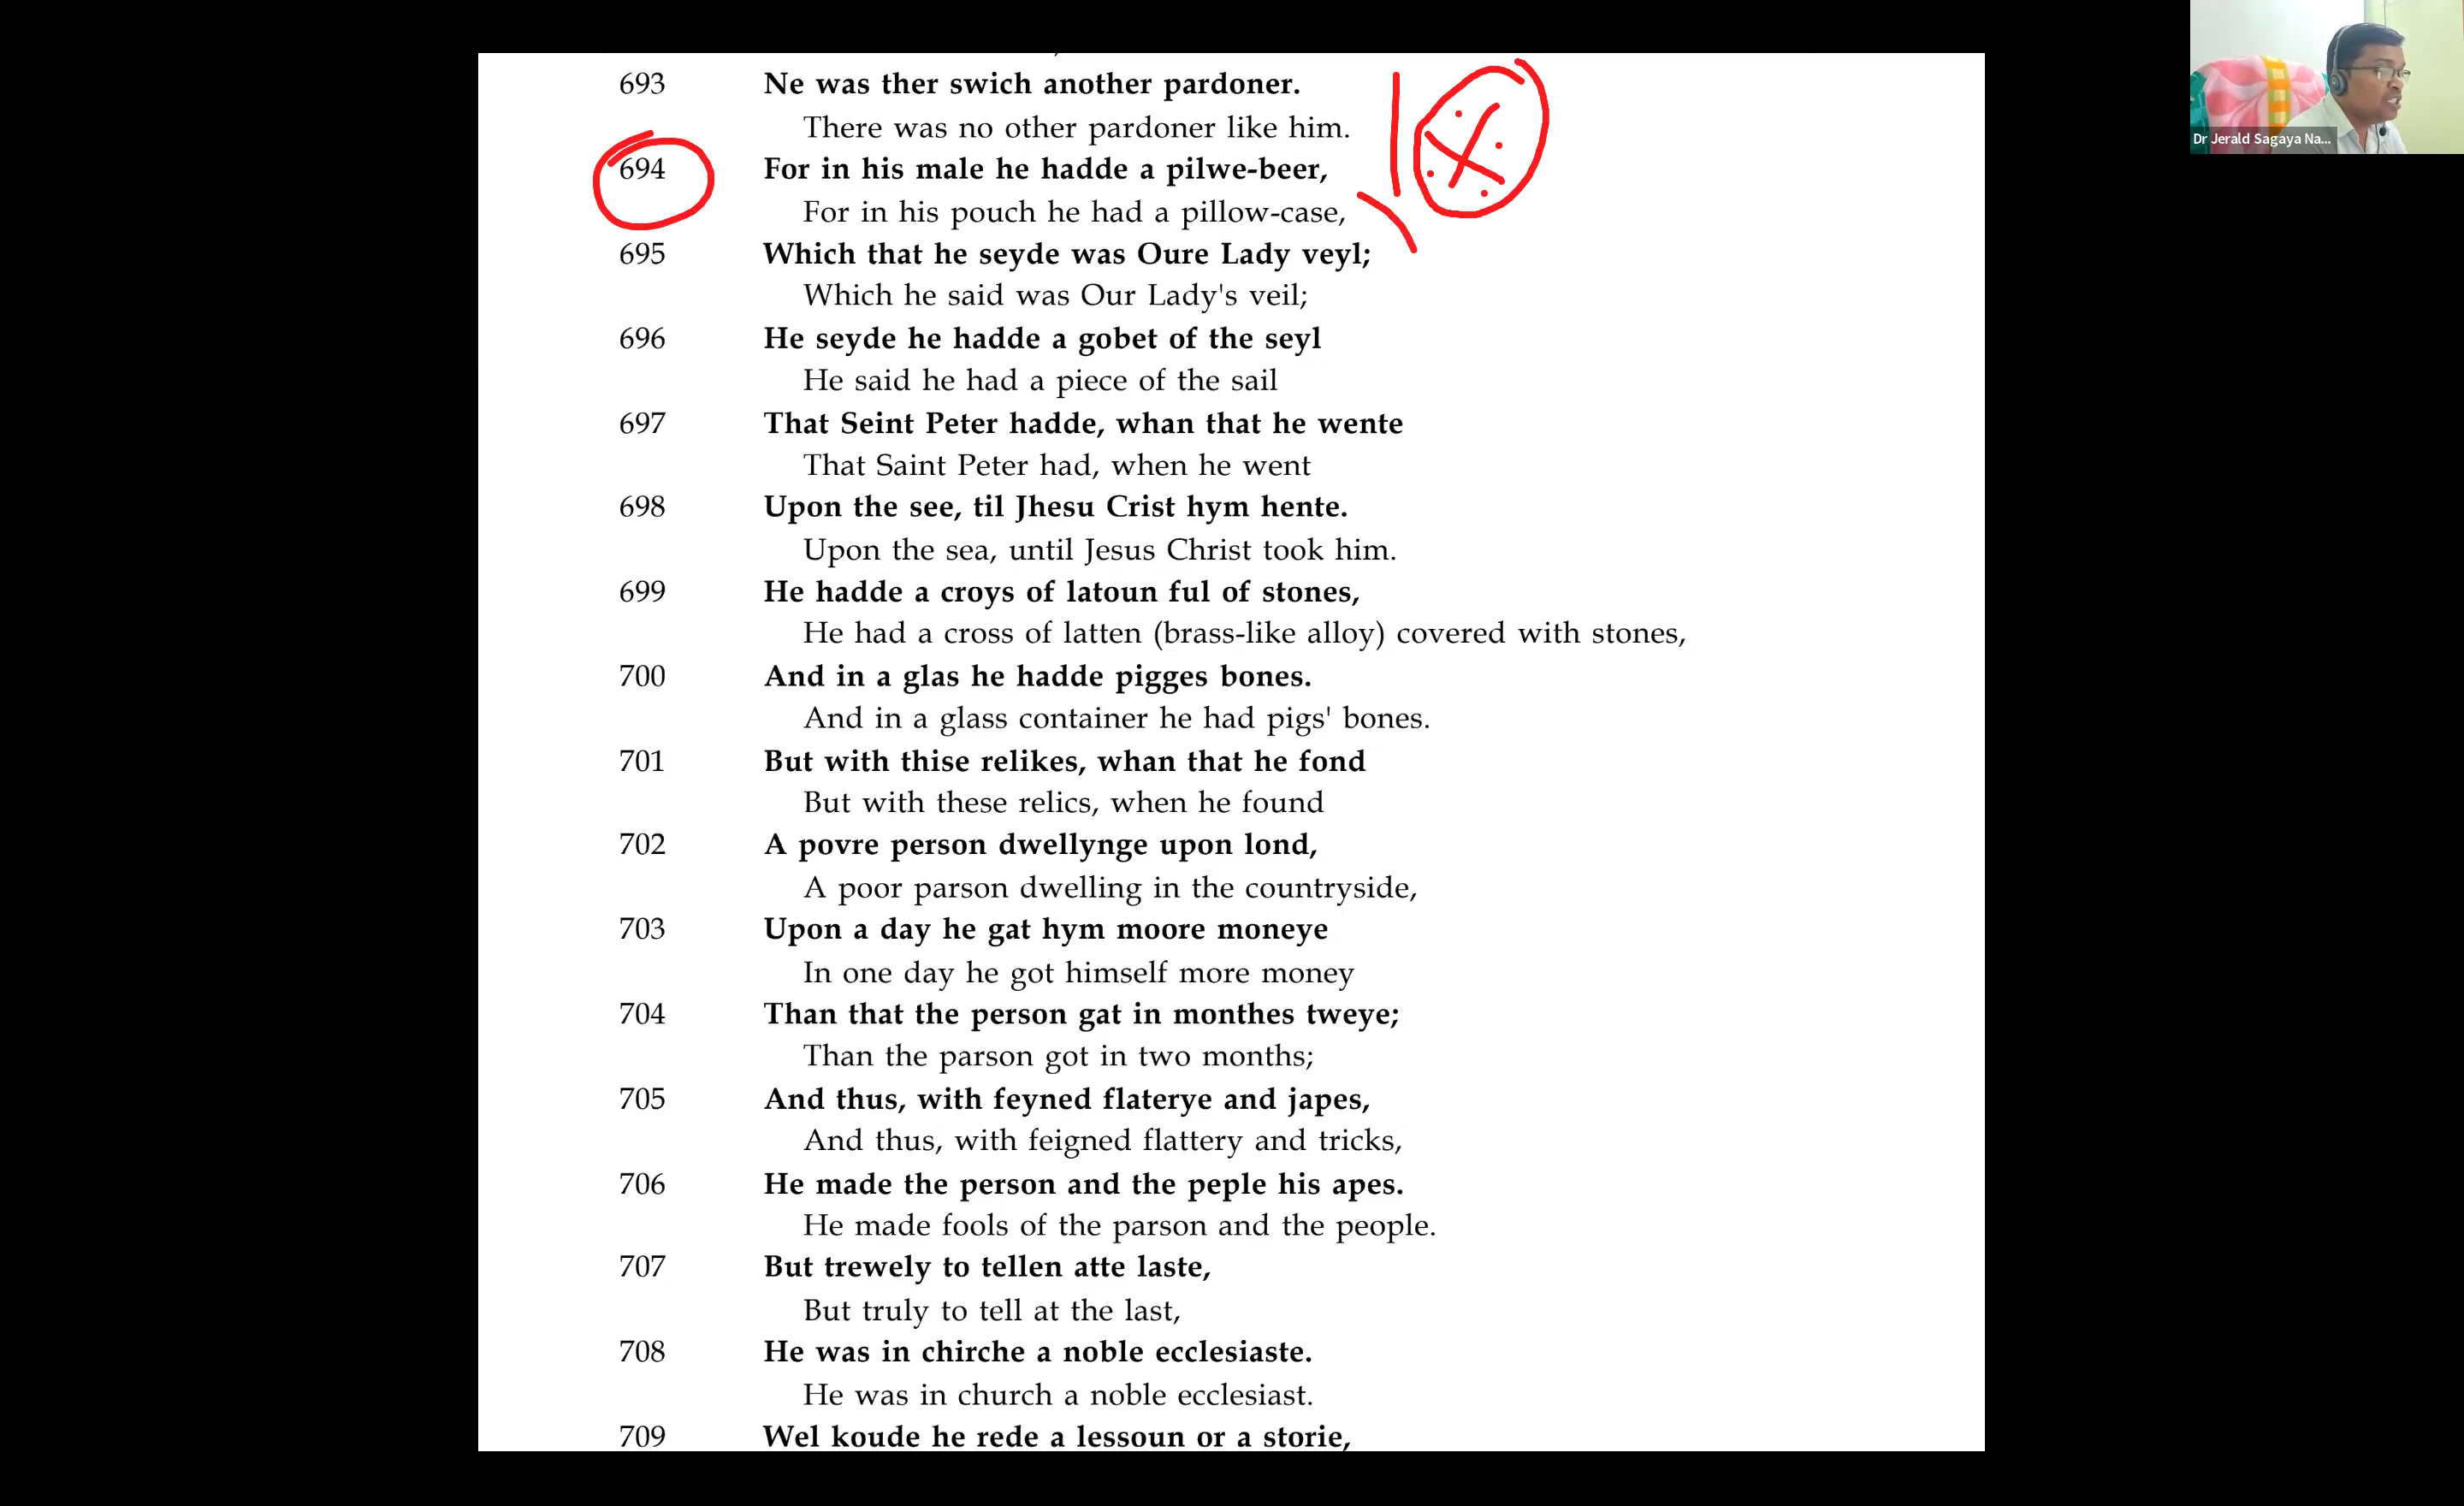 693 Ne was ther swich another pardoner.
There was no other pardoner like him.
694 For in his male he hadde a pilwe-beer,
For in his pouch he had a pillow-case,
695 Which that he seyde was Oure Lady veyl;
Which he said was Our Lady's veil;
696 He seyde he hadde a gobet of the seyl
He said he had a piece of the sail
697 That Seint Peter hadde, whan that he wente
That Saint Peter had, when he went
698 Upon the see, til Jhesu Crist hym hente.
Upon the sea, until Jesus Christ took him.
699 He hadde a croys of latoun ful of stones,
He had a cross of latten (brass-like alloy) covered with stones,
700 And in a glas he hadde pigges bones.
And in a glass container he had pigs' bones.
701 But with thise relikes, whan that he fond
But with these relics, when he found
702 A povre person dwellynge upon lond,
A poor parson dwelling in the countryside,
703 Upon a day he gat hym moore moneye
In one day he got himself more money
704 Than that the person gat in monthes tweye;
Than the parson got in two months;
705 And thus, with feyned flaterye and japes,
And thus, with feigned flattery and tricks,
706 He made the person and the peple his apes.
He made fools of the parson and the people.
707 But trewely to tellen atte laste,
But truly to tell at the last,
708 He was in chirche a noble ecclesiaste.
He was in church a noble ecclesiast.
709 Wel koude he rede a lessoun or a storie,
Dr Jerald Sagaya Na...